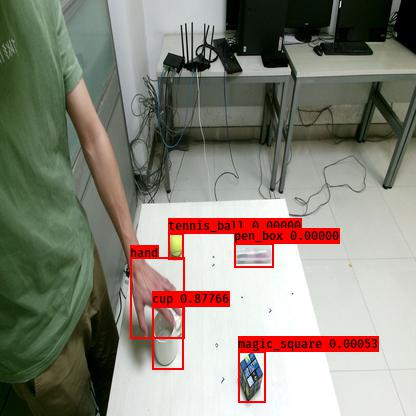 tennis_ball 0.00000
pen_box 0.00000
hand
cup 0.87766
magic_square 0.00053